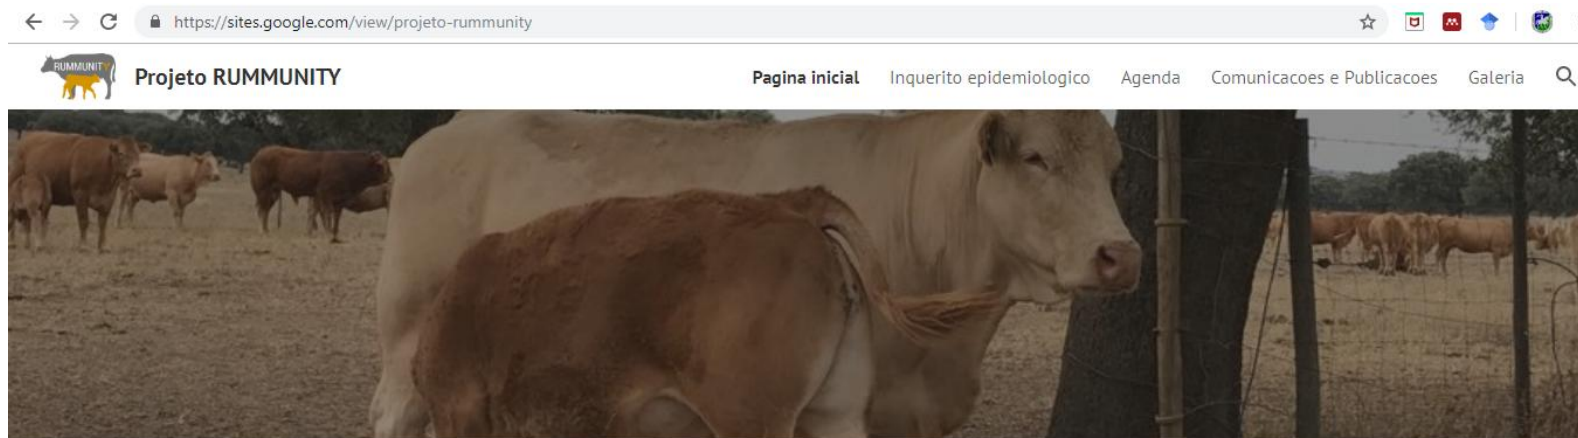 https://sites.google.com/view/projeto-rummunity
RUMMUNITY
Projeto RUMMUNITY
Pagina inicial Inquerito epidemiologico Agenda Comunicacoes e Publicacoes Galeria